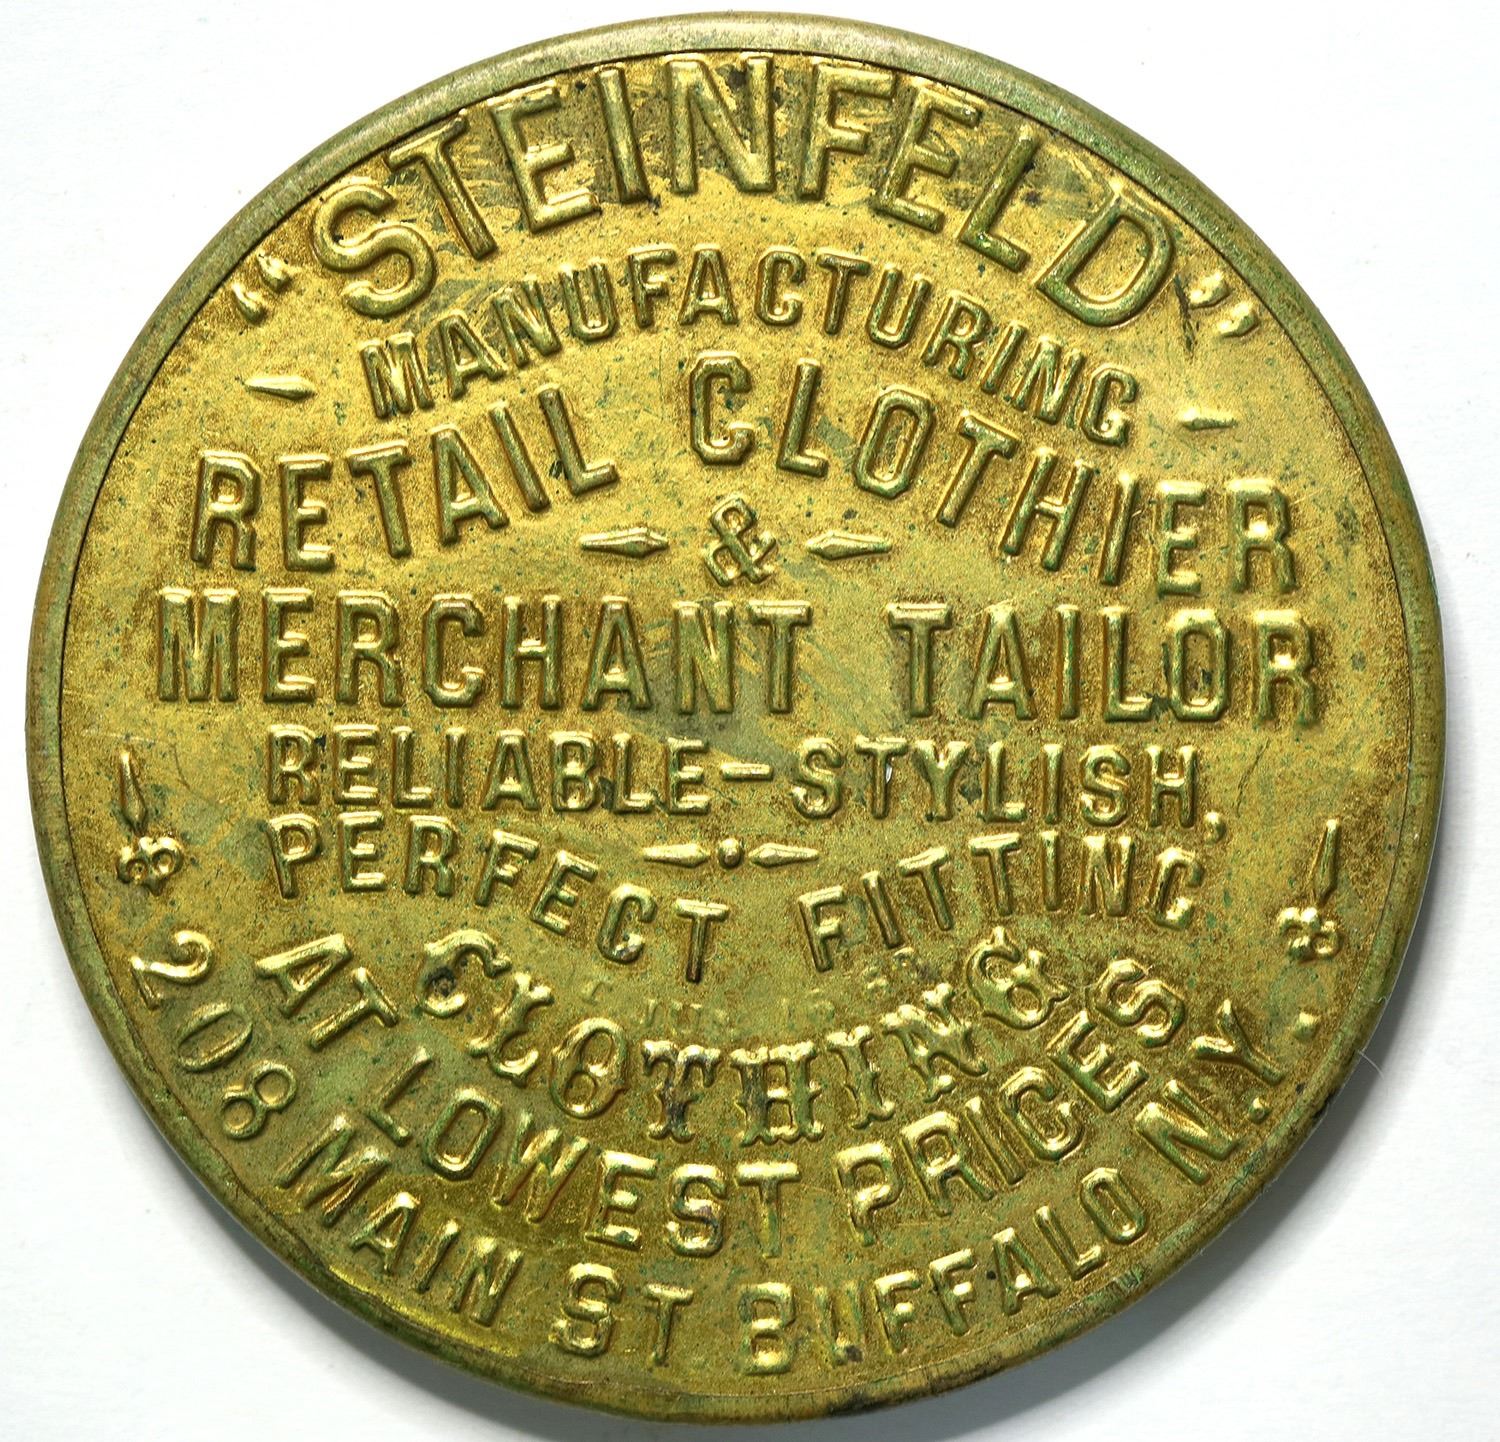 "STEINFELD"
MANUFACTURING
RETAIL CLOTHIER
&
MERCHANT TAILOR
RELIABLE-STYLISH,
PERFECT FITTING
CLOTHING
AT LOWEST PRICES
208 MAIN ST BUFFALO N.Y.